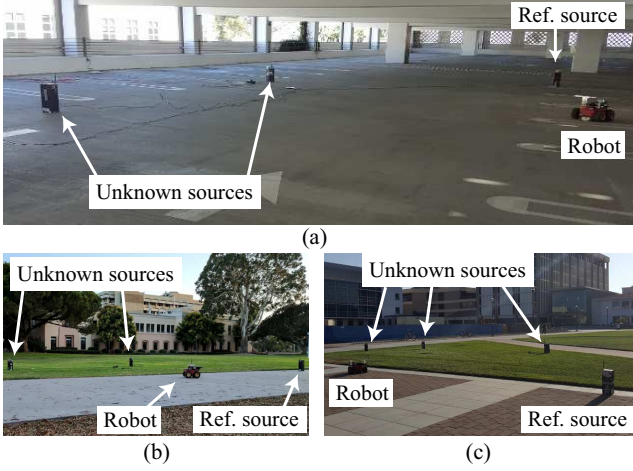 Ref. source
Robot
Unknown sources
(a)
Unknown sources
Robot
Ref. source
(b)
Unknown sources
Robot
Ref. source
(c)